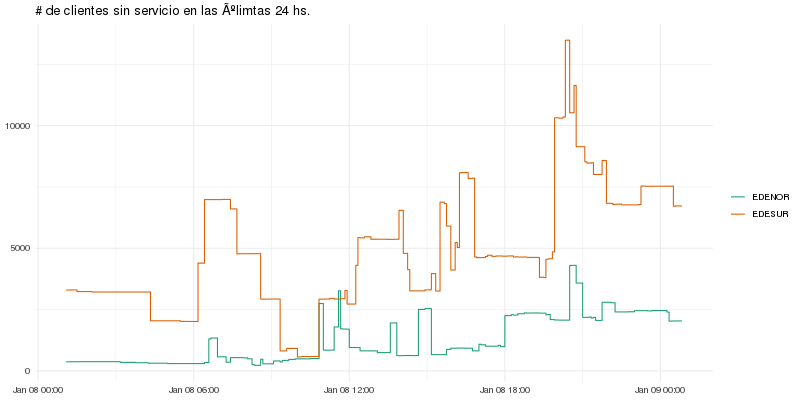 # de clientes sin servicio en las Ãºlimtas 24 hs.
10000
5000
0
EDENOR
EDESUR
Jan 08 00:00
Jan 08 06:00
Jan 08 12:00
Jan 08 18:00
Jan 09 00:00